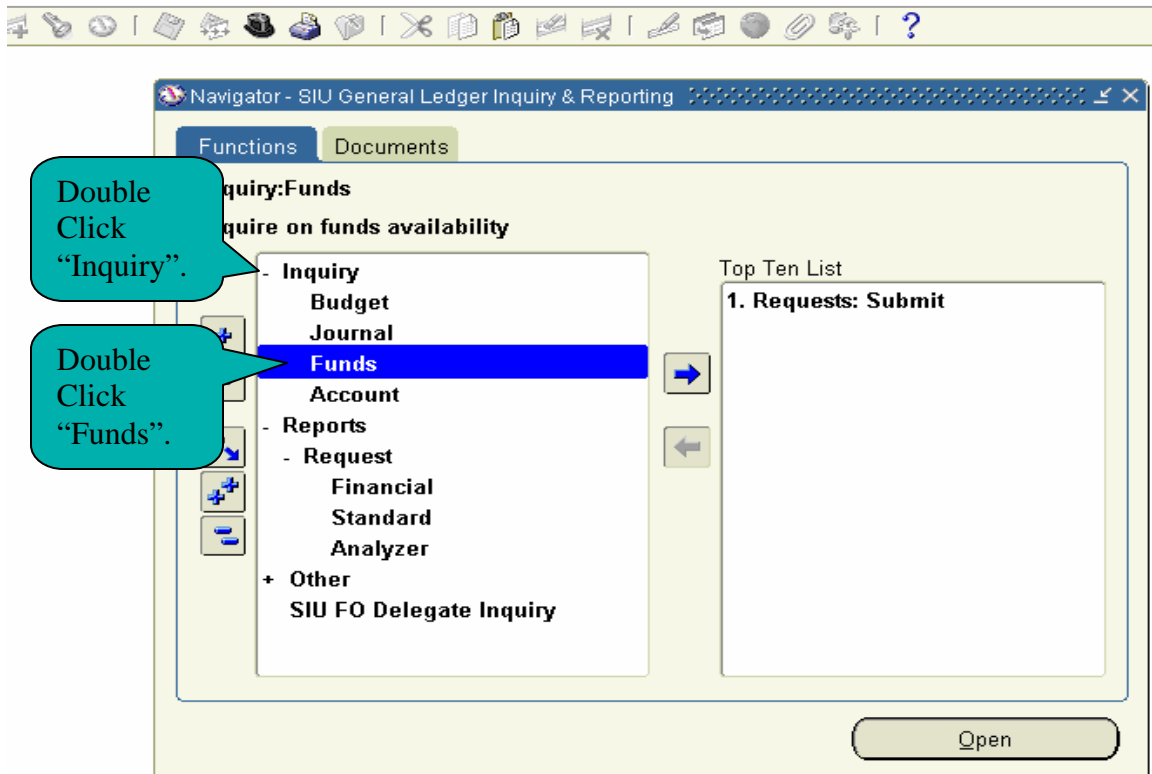 Navigator - SIU General Ledger Inquiry & Reporting
Functions Documents
quiry:Funds
quire on funds availability
Double
Click
“Inquiry”.
- Inquiry
Budget
Journal
Funds
Account
- Reports
- Request
Financial
Standard
Analyzer
+ Other
SIU FO Delegate Inquiry
Double
Click
“Funds”.
Top Ten List
1. Requests: Submit
Open